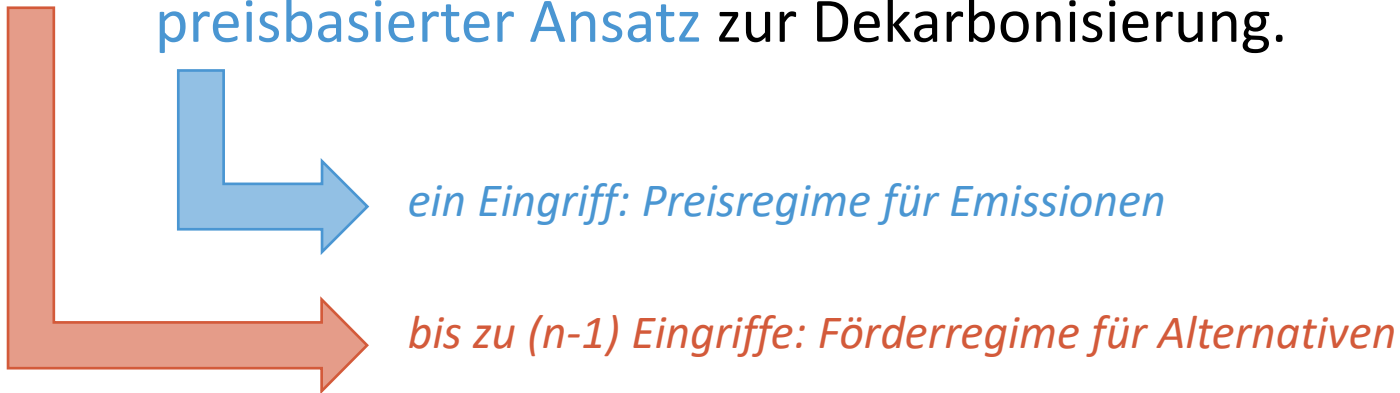 preisbasierter Ansatz zur Dekarbonisierung.
ein Eingriff: Preisregime für Emissionen
bis zu (n-1) Eingriffe: Förderregime für Alternativen